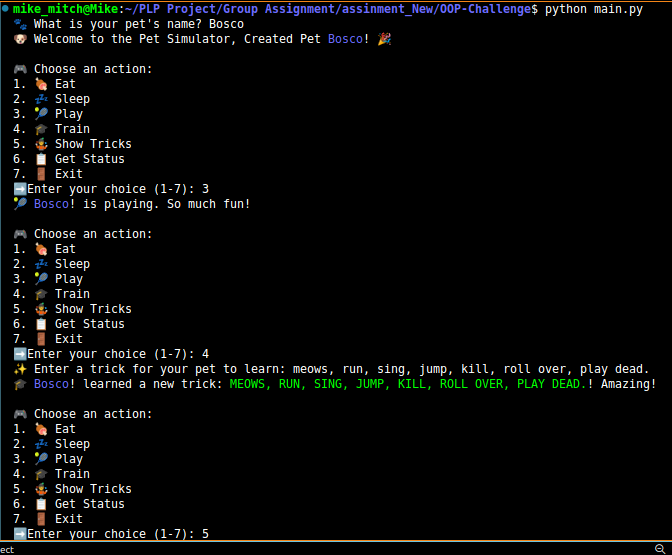 mike_mitch@Mike:~/PLP Project/Group Assignment/assinment_New/OOP-Challenge$ python main.py
🐾 What is your pet's name? Bosco
🐶 Welcome to the Pet Simulator, Created Pet Bosco! 🎉
🎮 Choose an action:
1. 🍖 Eat
2. 💤 Sleep
3. 🎾 Play
4. 🎓 Train
5. 🤹 Show Tricks
6. 📋 Get Status
7. 🚪 Exit
➡️Enter your choice (1-7): 3
🎾 Bosco! is playing. So much fun!
🎮 Choose an action:
1. 🍖 Eat
2. 💤 Sleep
3. 🎾 Play
4. 🎓 Train
5. 🤹 Show Tricks
6. 📋 Get Status
7. 🚪 Exit
➡️Enter your choice (1-7): 4
✨ Enter a trick for your pet to learn: meows, run, sing, jump, kill, roll over, play dead.
🎓 Bosco! learned a new trick: MEOWS, RUN, SING, JUMP, KILL, ROLL OVER, PLAY DEAD.! Amazing!
🎮 Choose an action:
1. 🍖 Eat
2. 💤 Sleep
3. 🎾 Play
4. 🎓 Train
5. 🤹 Show Tricks
6. 📋 Get Status
7. 🚪 Exit
➡️Enter your choice (1-7): 5
ect